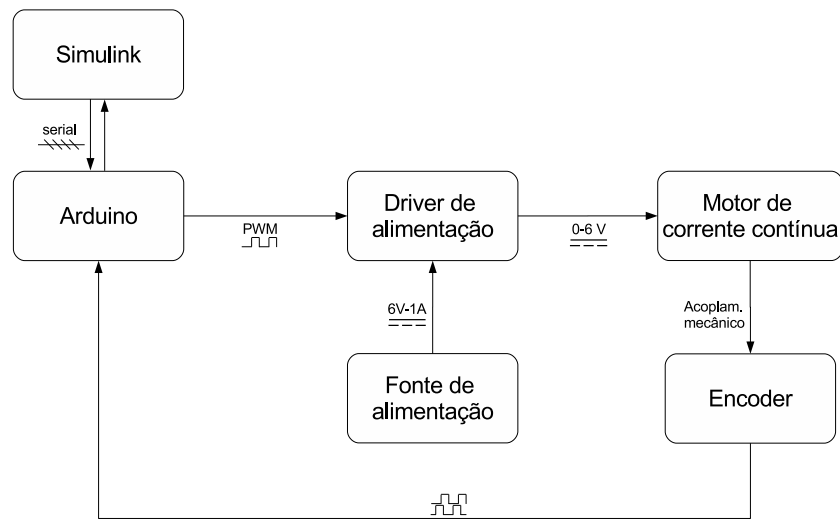 Simulink
serial
Arduino
PWM
Driver de
alimentação
0-6 V
Motor de
corrente contínua
6V-1A
Acoplam.
mecânico
Fonte de
alimentação
Encoder